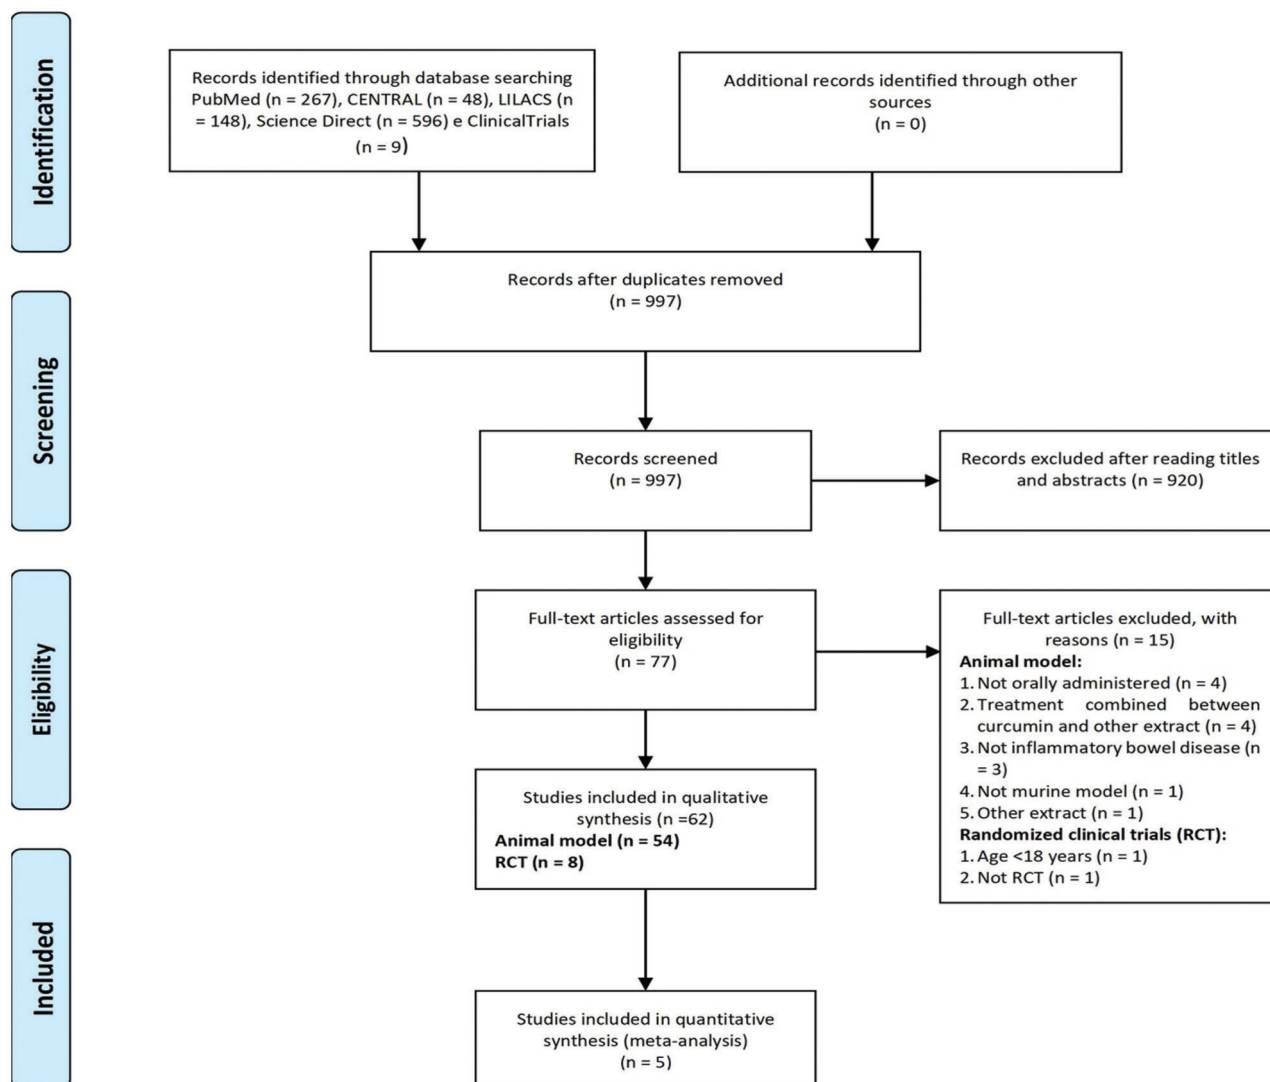 Identification
Records identified through database searching
PubMed (n = 267), CENTRAL (n = 48), LILACS (n
= 148), Science Direct (n = 596) e ClinicalTrials
(n = 9)
Additional records identified through other
sources
(n = 0)
Records after duplicates removed
(n = 997)
Screening
Records screened
(n = 997)
Records excluded after reading titles
and abstracts (n = 920)
Eligibility
Full-text articles assessed for
eligibility
(n = 77)
Full-text articles excluded, with
reasons (n = 15)
Animal model:
1. Not orally administered (n = 4)
2. Treatment combined between
curcumin and other extract (n = 4)
3. Not inflammatory bowel disease (n
= 3)
4. Not murine model (n = 1)
5. Other extract (n = 1)
Randomized clinical trials (RCT):
1. Age <18 years (n = 1)
2. Not RCT (n = 1)
Studies included in qualitative
synthesis (n =62)
Animal model (n = 54)
RCT (n = 8)
Included
Studies included in quantitative
synthesis (meta-analysis)
(n = 5)